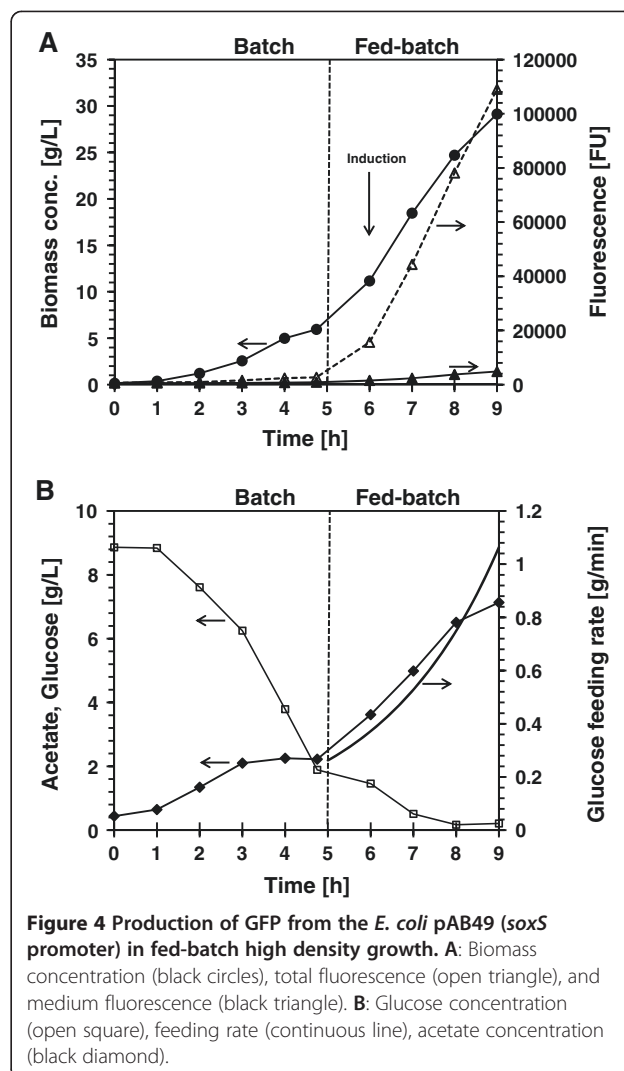 A
Batch Fed-batch
35 120000
30 100000
25 80000
20 60000
15 40000
10 20000
5 0
0
Induction
Biomass conc. [g/L]
Fluorescence [FU]
0 1 2 3 4 5 6 7 8 9
Time [h]
B
Batch Fed-batch
10 1.2
8 1
6 0.8
4 0.6
2 0.4
0 0.2
0
Acetate, Glucose [g/L]
Glucose feeding rate [g/min]
0 1 2 3 4 5 6 7 8 9
Time [h]
Figure 4 Production of GFP from the E. coli pAB49 (soxS
promoter) in fed-batch high density growth. A: Biomass
concentration (black circles), total fluorescence (open triangle), and
medium fluorescence (black triangle). B: Glucose concentration
(open square), feeding rate (continuous line), acetate concentration
(black diamond).